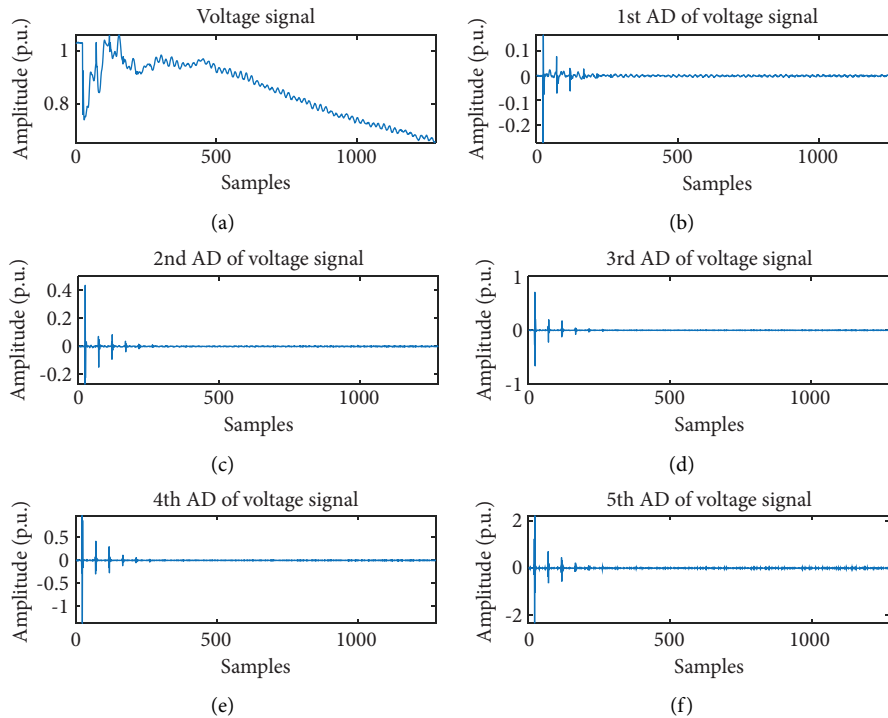 Voltage signal
Amplitude (p.u.)
1
0.8
0 500 1000
Samples
(a)
1st AD of voltage signal
Amplitude (p.u.)
0.1
0
-0.1
-0.2
0 500 1000
Samples
(b)
2nd AD of voltage signal
Amplitude (p.u.)
0.4
0.2
0
-0.2
0 500 1000
Samples
(c)
3rd AD of voltage signal
Amplitude (p.u.)
1
0
-1
0 500 1000
Samples
(d)
4th AD of voltage signal
Amplitude (p.u.)
0.5
0
-0.5
-1
0 500 1000
Samples
(e)
5th AD of voltage signal
Amplitude (p.u.)
2
0
-2
0 500 1000
Samples
(f)